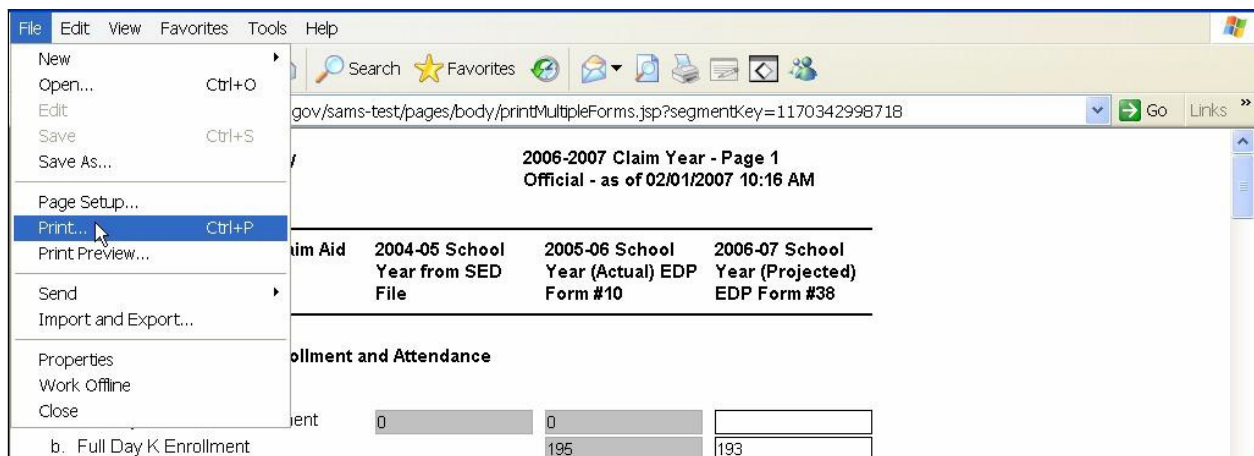 File Edit View Favorites Tools Help
New
Open... Ctrl+O
Edit
Save Ctrl+S
Save As...
Page Setup...
Print... Ctrl+P
Print Preview...
Send
Import and Export...
Properties
Work Offline
Close
Search Favorites
gov/sams-test/pages/body/printMultipleForms.jsp?segmentKey=1170342998718 Go Links »
2006-2007 Claim Year - Page 1
Official - as of 02/01/2007 10:16 AM
aim Aid 2004-05 School 2005-06 School 2006-07 School
Year from SED Year (Actual) EDP Year (Projected)
File Form #10 EDP Form #38
ollment and Attendance
ent 0 0
b. Full Day K Enrollment 195 193